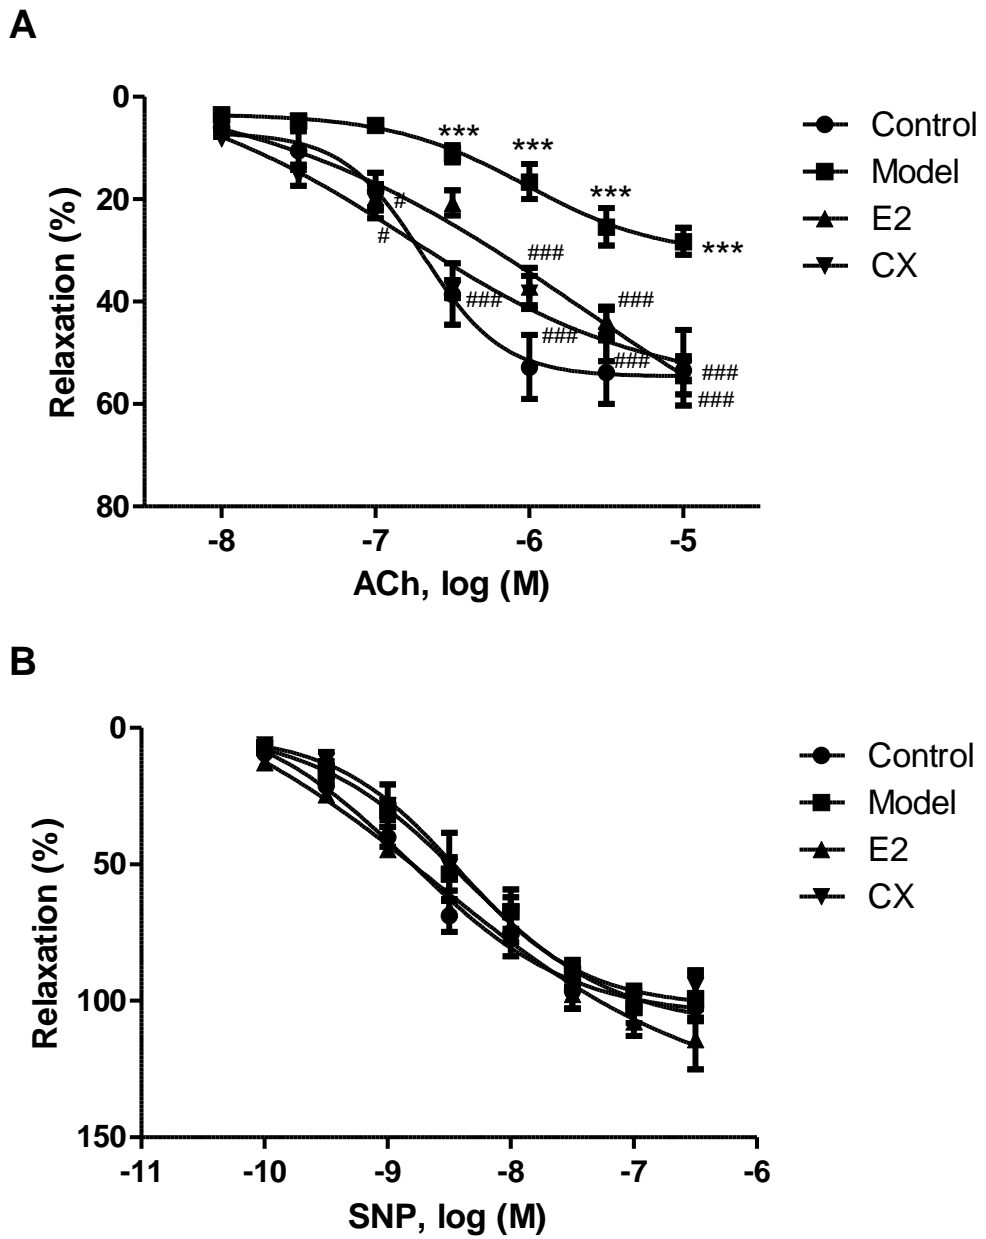 A
0
20
40
60
80
Relaxation (%)
-8 -7 -6 -5
ACh, log (M)
***
***
***
***
#
#
###
###
###
###
###
###
###
Control
Model
E2
CX
B
0
50
100
150
Relaxation (%)
-11 -10 -9 -8 -7 -6
SNP, log (M)
Control
Model
E2
CX